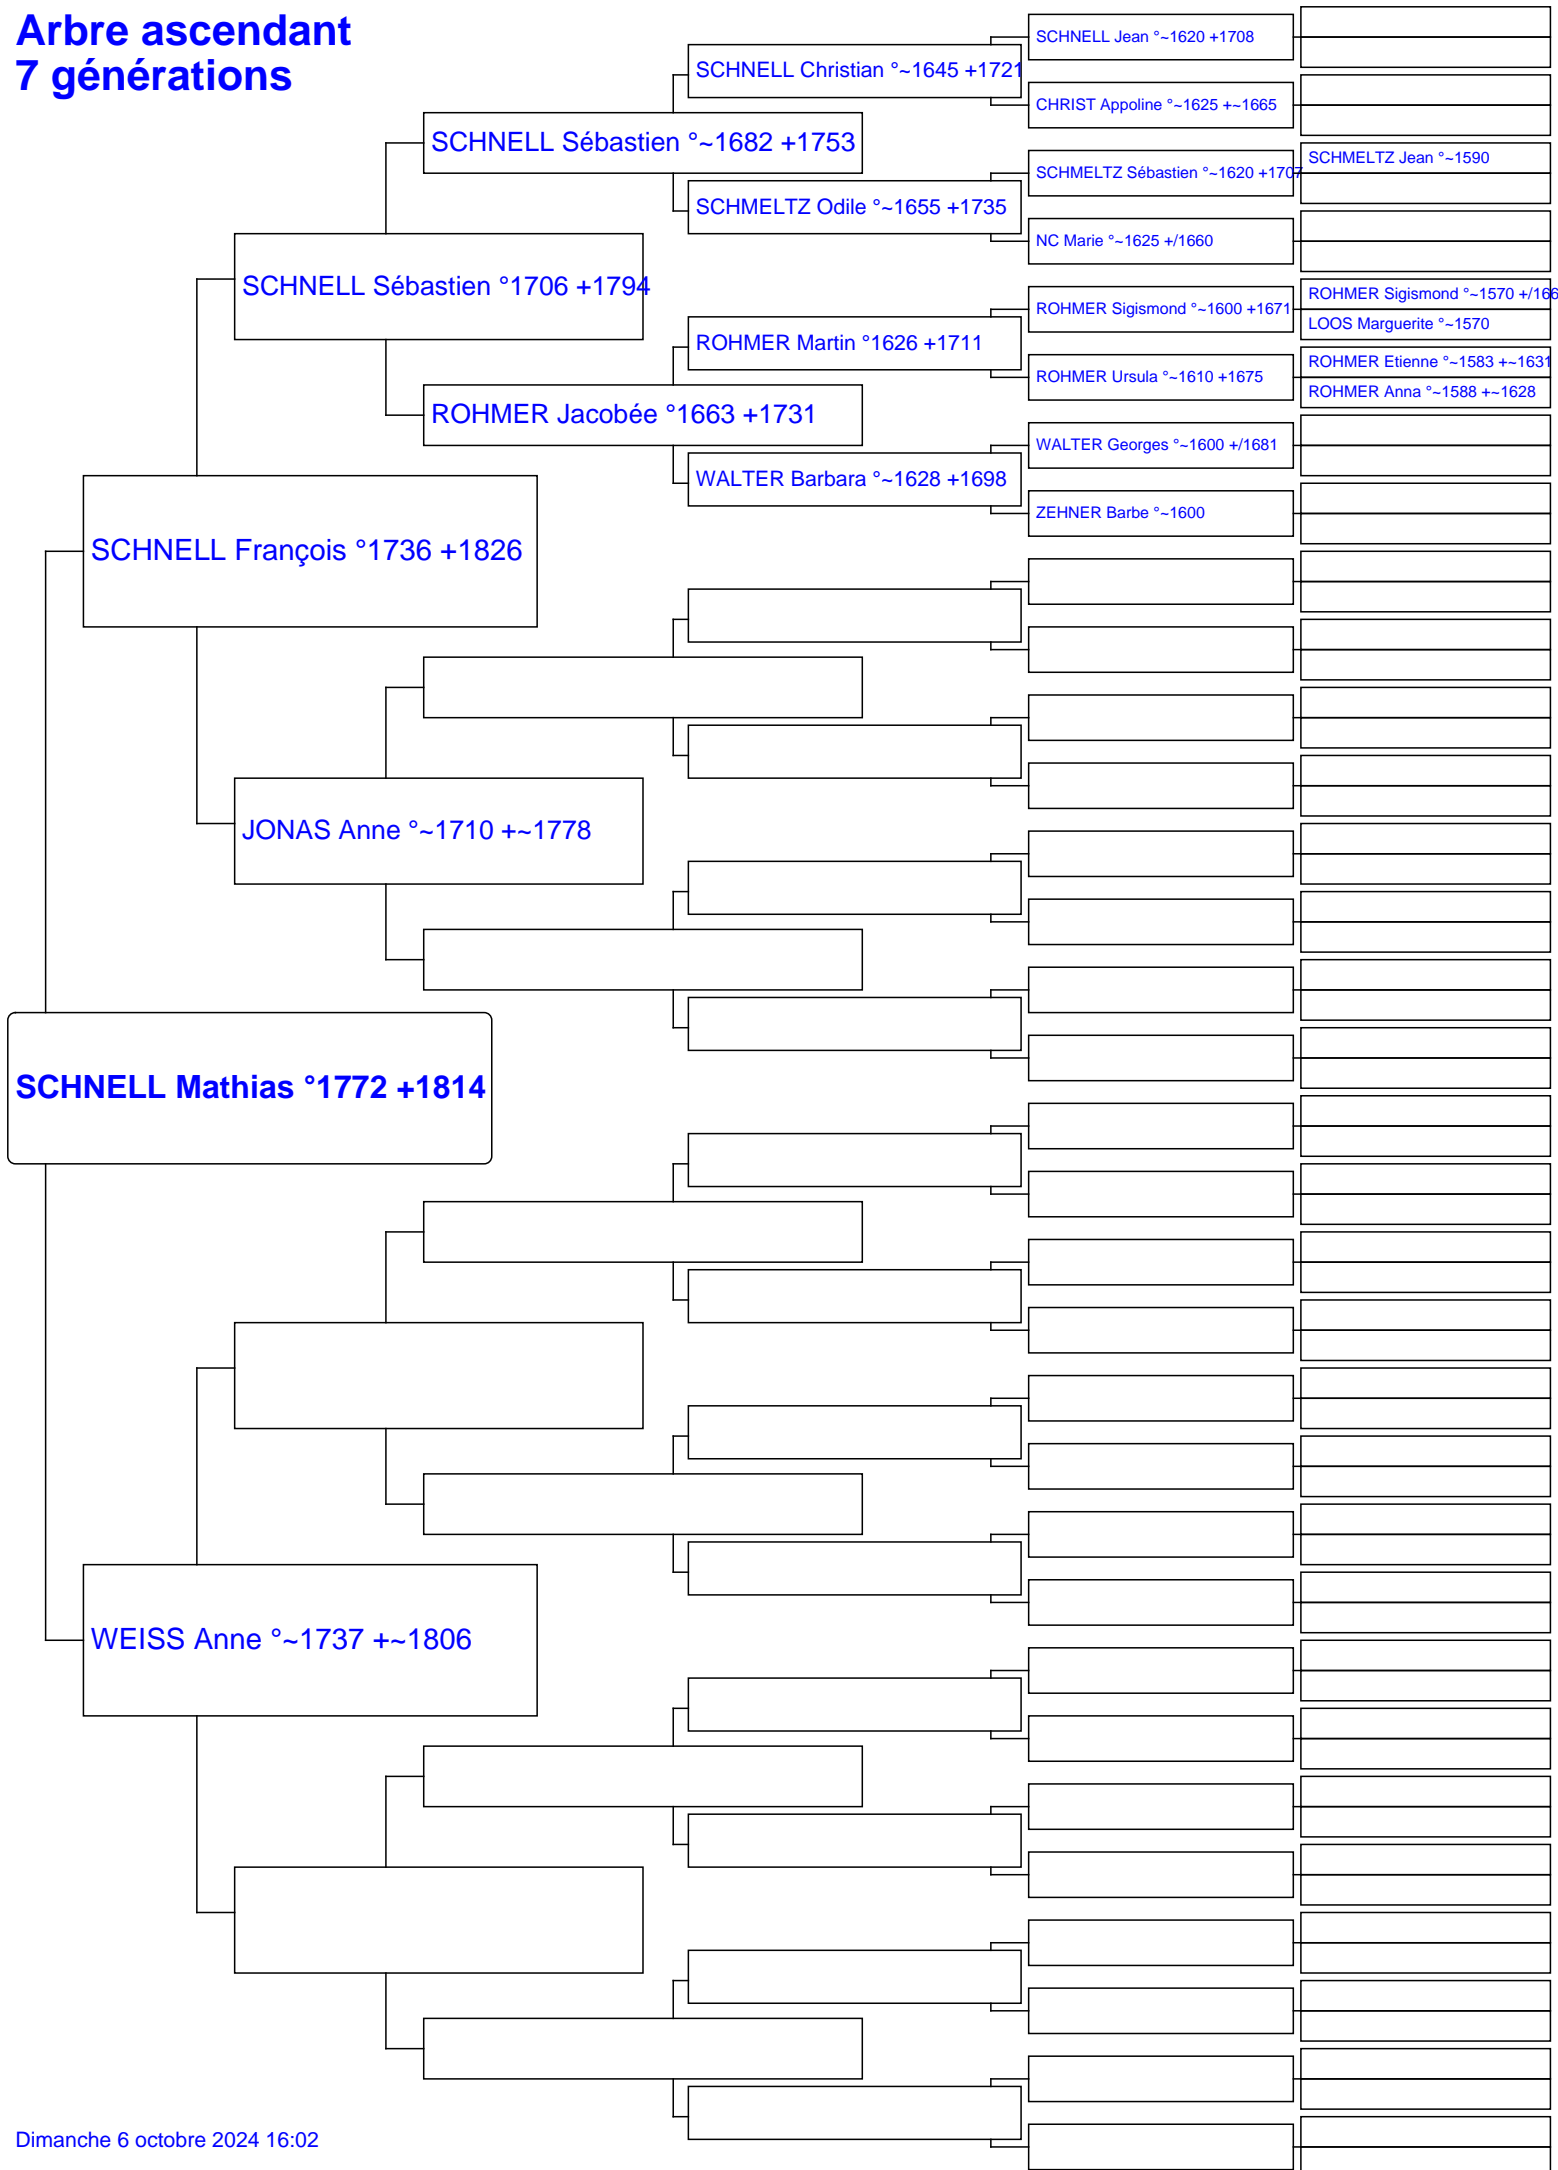 Arbre ascendant
7 générations
SCHNELL Jean °~1620 +1708
SCHNELL Christian °~1645 +1721
CHRIST Appoline °~1625 +~1665
SCHNELL Sébastien °~1682 +1753
SCHMELTZ Jean °~1590
SCHMELTZ Sébastien °~1620 +1707
SCHMELTZ Odile °~1655 +1735
NC Marie °~1625 +/1660
SCHNELL Sébastien °1706 +1794
ROHMER Sigismond °~1570 +/166
ROHMER Sigismond °~1600 +1671
LOOS Marguerite °~1570
ROHMER Martin °1626 +1711
ROHMER Etienne °~1583 +~1631
ROHMER Ursula °~1610 +1675
ROHMER Anna °~1588 +~1628
ROHMER Jacobée °1663 +1731
WALTER Georges °~1600 +/1681
WALTER Barbara °~1628 +1698
ZEHNER Barbe °~1600
SCHNELL François °1736 +1826
JONAS Anne °~1710 +~1778
SCHNELL Mathias °1772 +1814
WEISS Anne °~1737 +~1806
Dimanche 6 octobre 2024 16:02